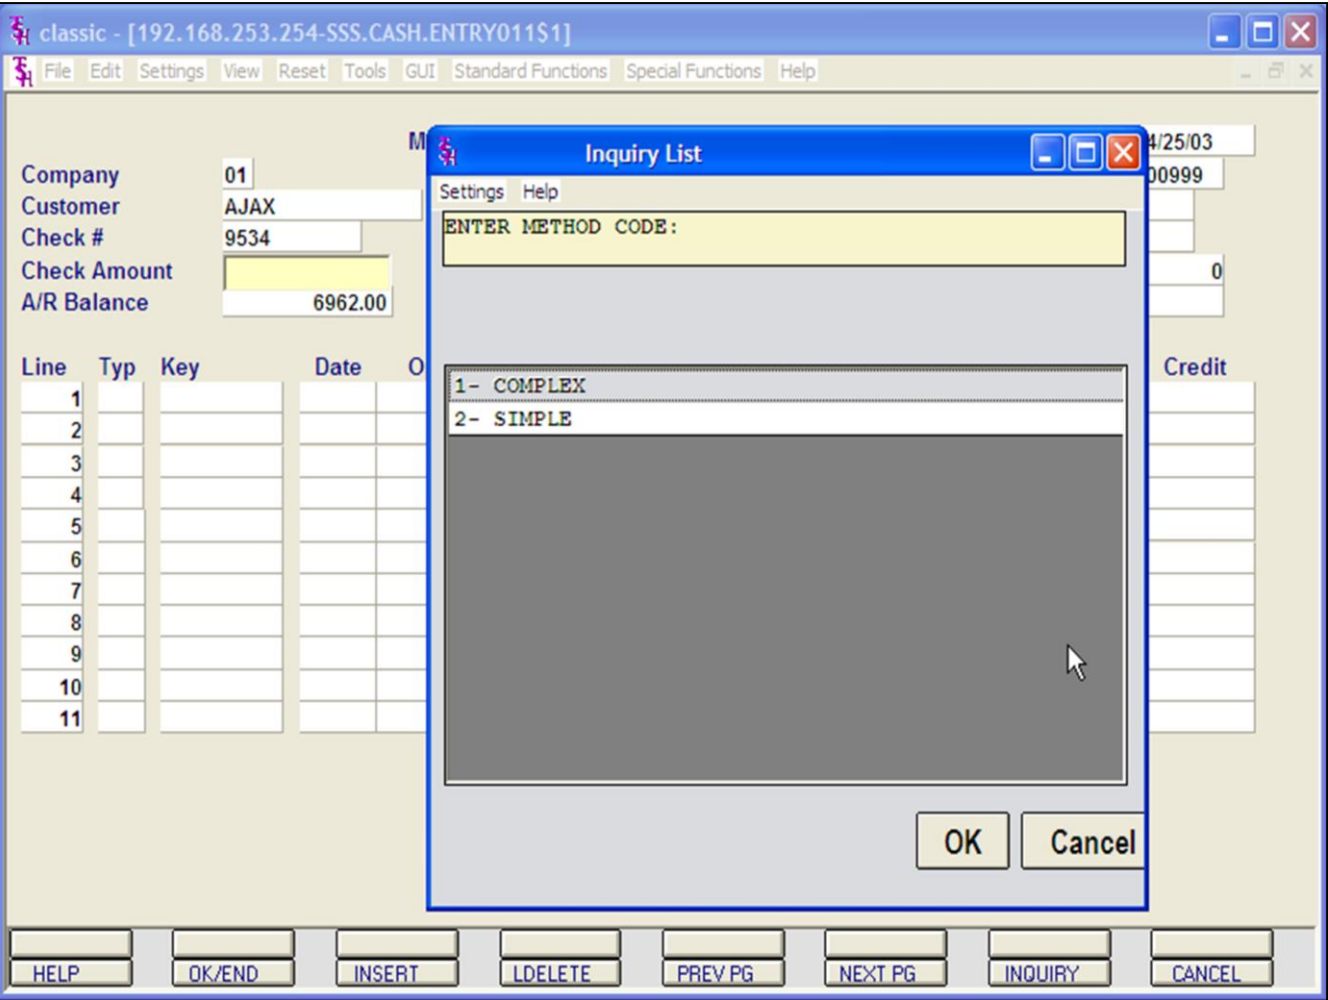 classic - [192.168.253.254-SSS.CASH.ENTRY011$1]
File Edit Settings View Reset Tools GUI Standard Functions Special Functions Help
M
4/25/03
Company 01
00999
Customer AJAX
Check # 9534
Check Amount
0
A/R Balance 6962.00
Line Typ Key Date O
Credit
1
2
3
4
5
6
7
8
9
10
11
Inquiry List
Settings Help
ENTER METHOD CODE:
1- COMPLEX
2- SIMPLE
OK Cancel
HELP OK/END INSERT LDELETE PREV PG NEXT PG INQUIRY CANCEL